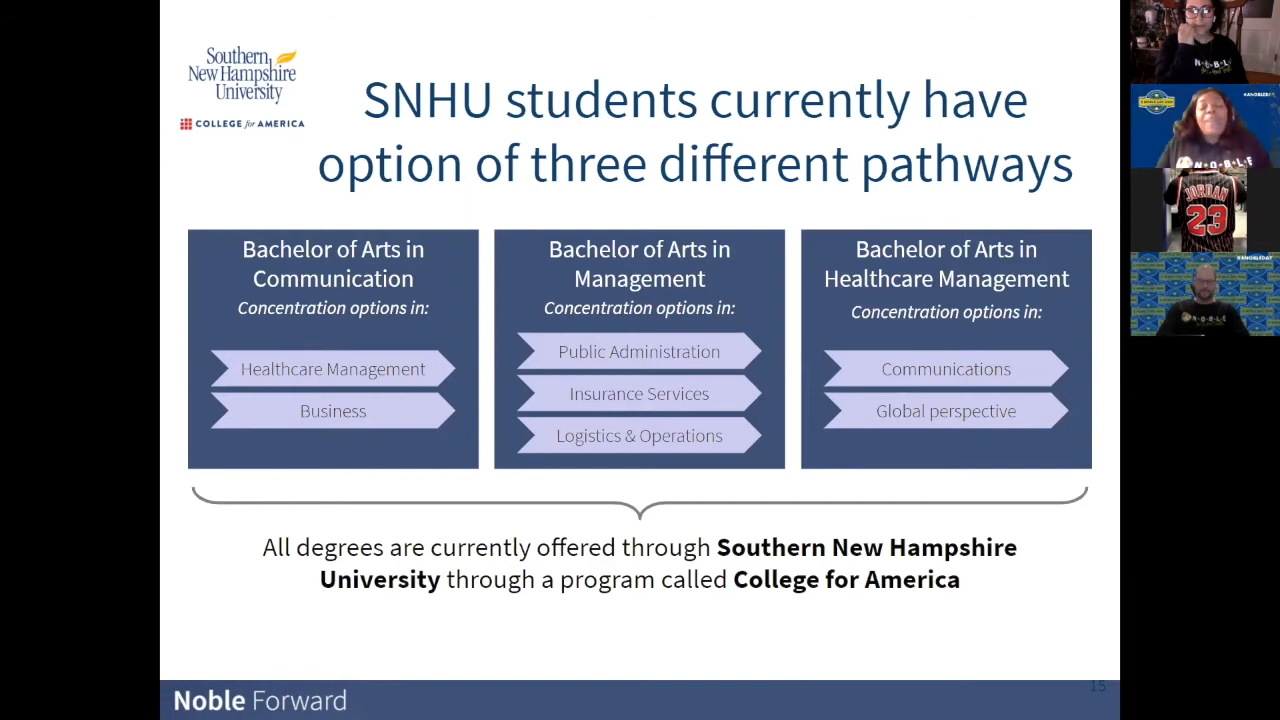 Southern
New Hampshire
University
COLLEGE for AMERICA
SNHU students currently have
option of three different pathways
Bachelor of Arts in
Communication
Concentration options in:
Healthcare Management
Business
Bachelor of Arts in
Management
Concentration options in:
Public Administration
Insurance Services
Logistics & Operations
Bachelor of Arts in
Healthcare Management
Concentration options in:
Communications
Global perspective
All degrees are currently offered through Southern New Hampshire
University through a program called College for America
Noble Forward
15
N•O•B•L•E
#ANOBLEDAY
N•O•B•L•E
JORDAN
23
#ANOBLEDAY
N•O•B•L•E